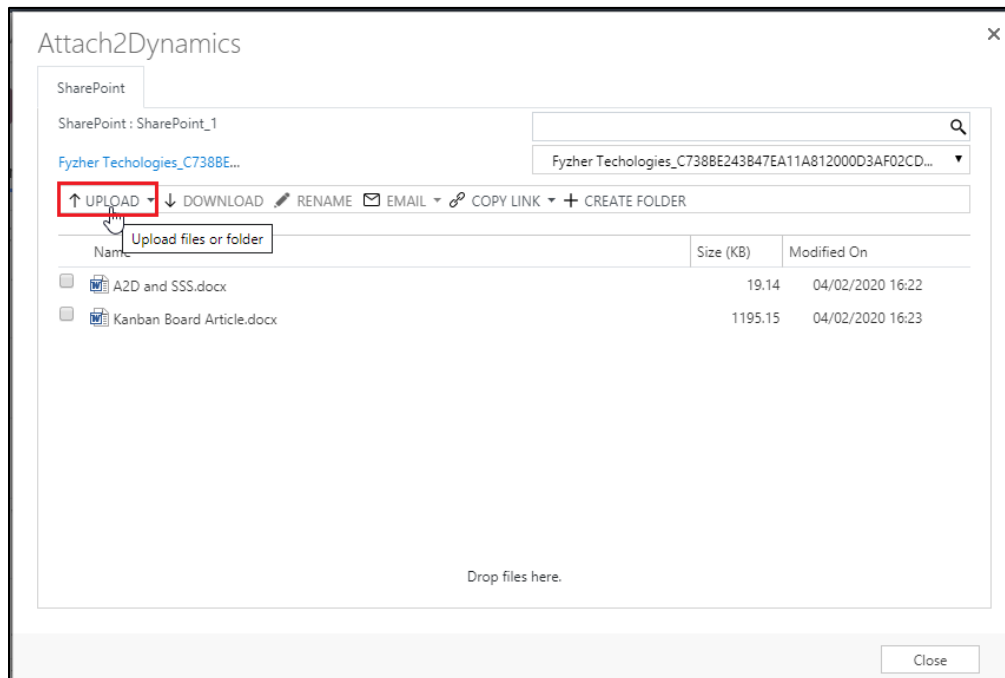 Attach2Dynamics
SharePoint
SharePoint : SharePoint_1
Fyzher Techologies_C738BE...
Fyzher Techologies_C738BE243B47EA11A812000D3AF02CD...
UPLOAD DOWNLOAD RENAME EMAIL COPY LINK CREATE FOLDER
Upload files or folder
Name Size (KB) Modified On
A2D and SSS.docx 19.14 04/02/2020 16:22
Kanban Board Article.docx 1195.15 04/02/2020 16:23
Drop files here.
Close